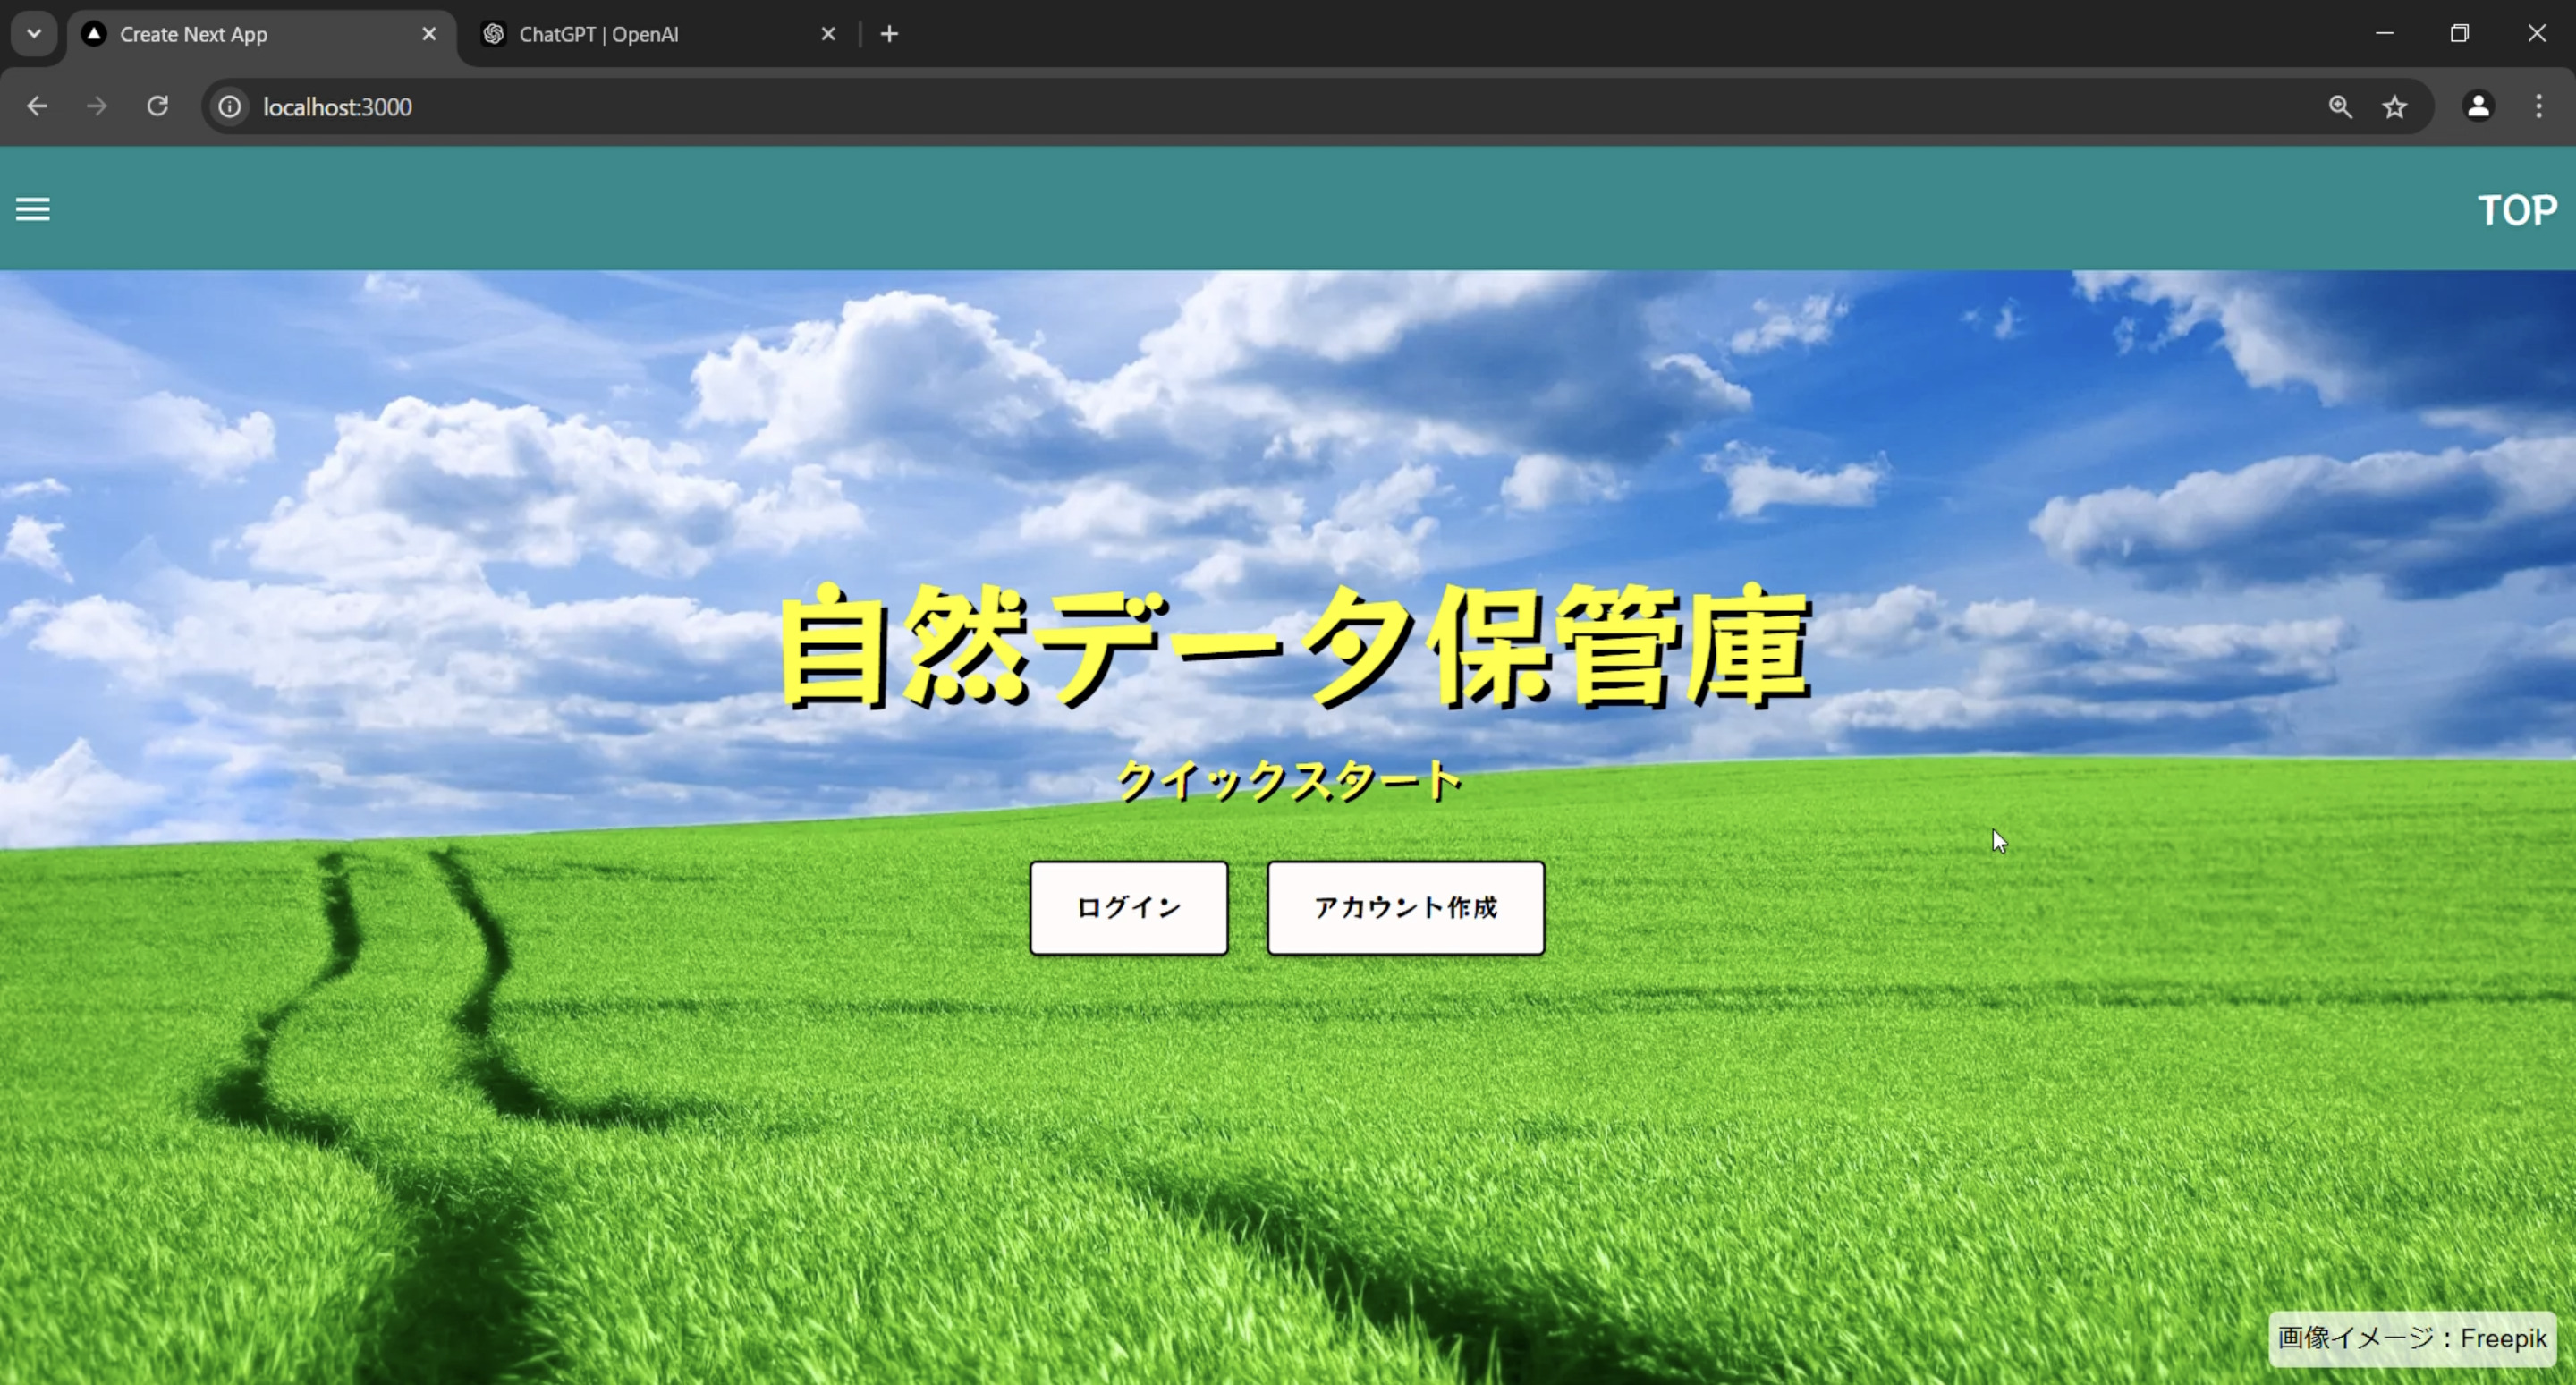 Create Next App
ChatGPT | OpenAI
localhost:3000
TOP
自然データ保管庫
クイックスタート
ログイン
アカウント作成
画像イメージ：Freepik